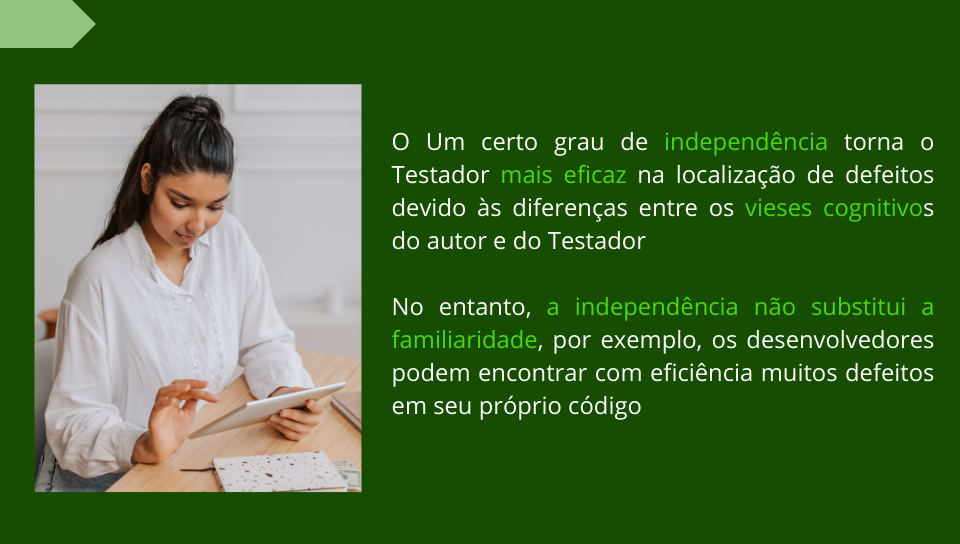 O Um certo grau de independência torna o
Testador mais eficaz na localização de defeitos
devido às diferenças entre os vieses cognitivos
do autor e do Testador
No entanto, a independência não substitui a
familiaridade, por exemplo, os desenvolvedores
podem encontrar com eficiência muitos defeitos
em seu próprio código